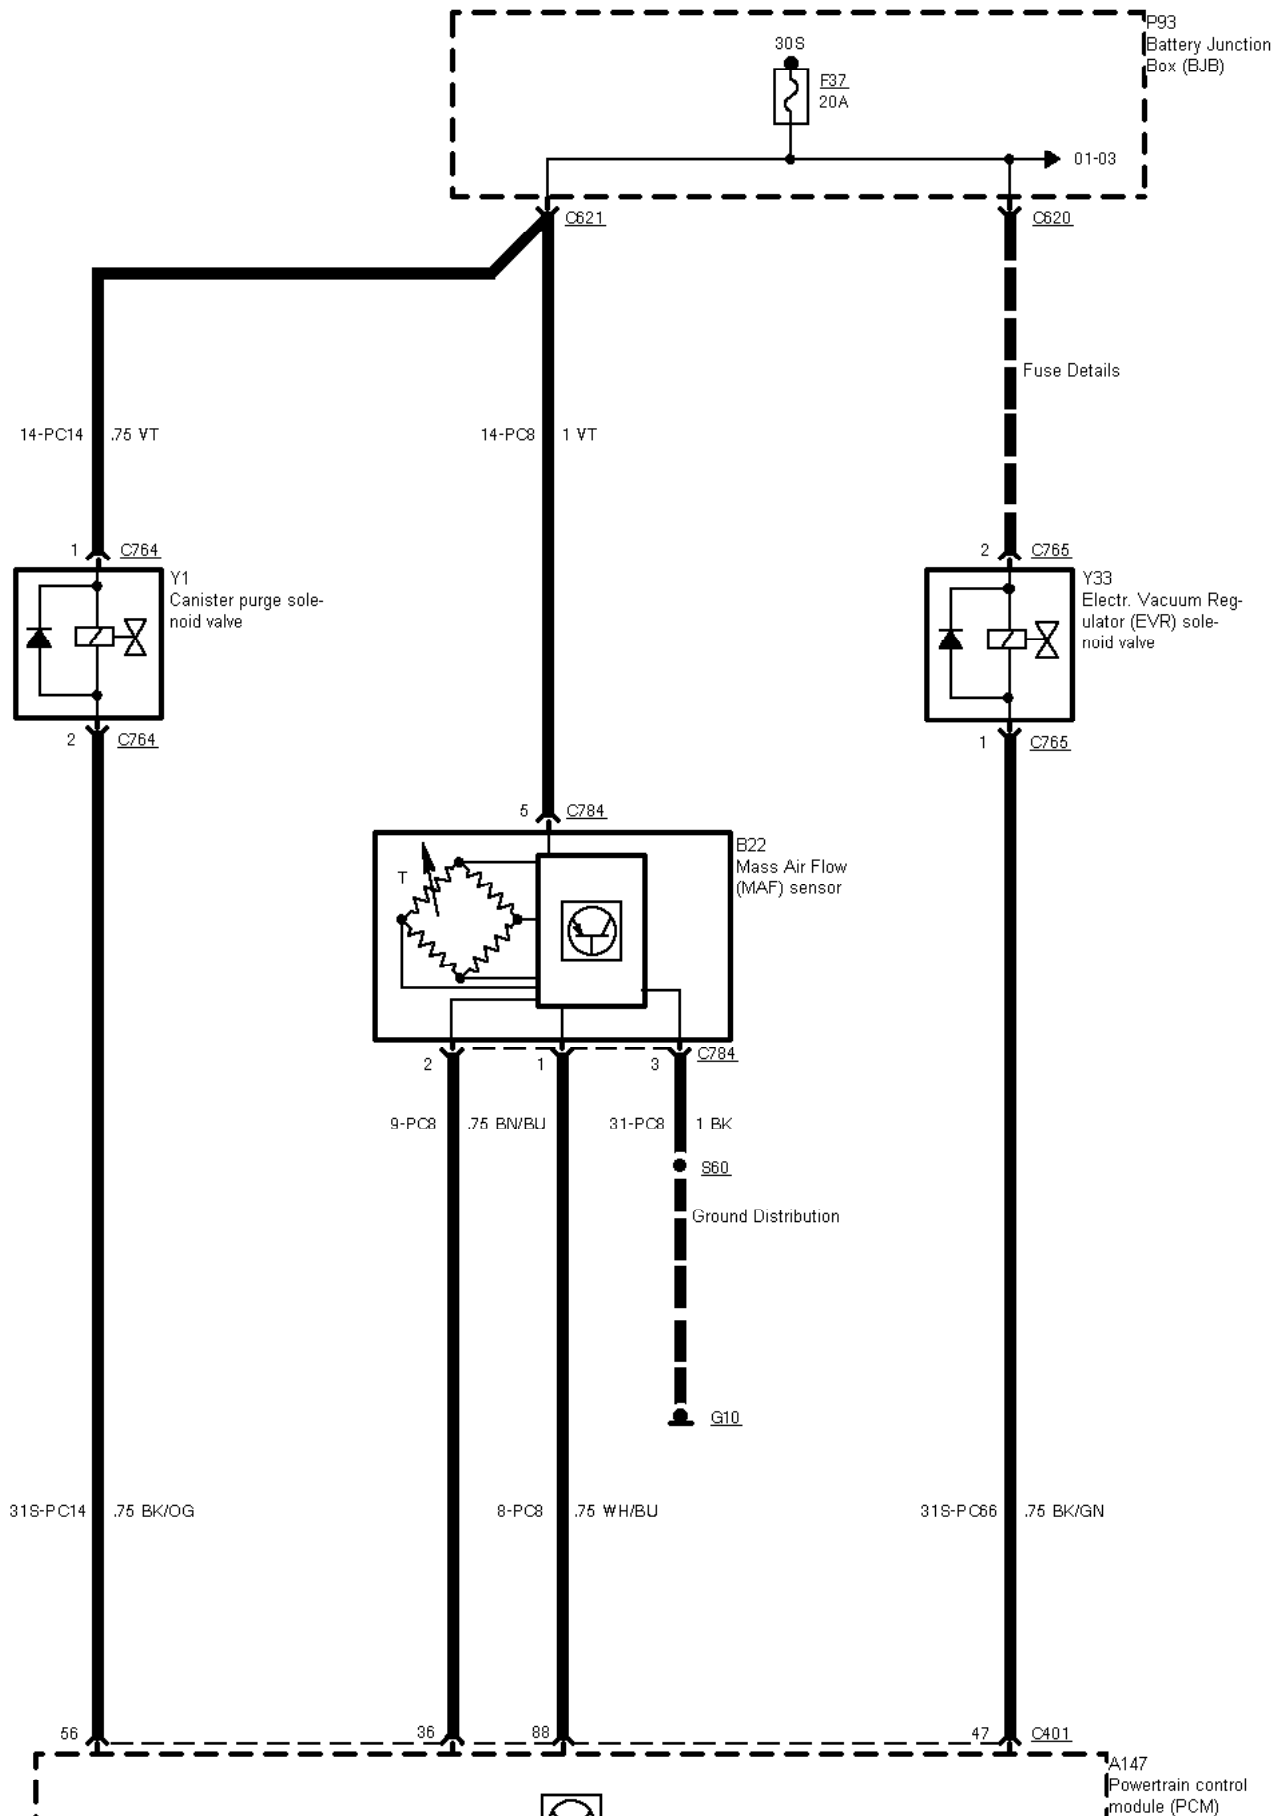 P93
Battery Junction
Box (BJB)
30S
F37
20A
01-03
C621
C620
Fuse Details
14-PC14 .75 VT
14-PC8 1 VT
1 C764
2 C765
Y1
Canister purge sole-
noid valve
Y33
Electr. Vacuum Reg-
ulator (EVR) sole-
noid valve
2 C764
1 C765
5 C784
B22
Mass Air Flow
(MAF) sensor
T
2 1 3 C784
9-PC8 .75 BN/BU
31-PC8 1 BK
S60
Ground Distribution
G10
31S-PC14 .75 BK/OG
8-PC8 .75 WH/BU
31S-PC66 .75 BK/GN
56 36 88 47 C401
A147
Powertrain control
module (PCM)